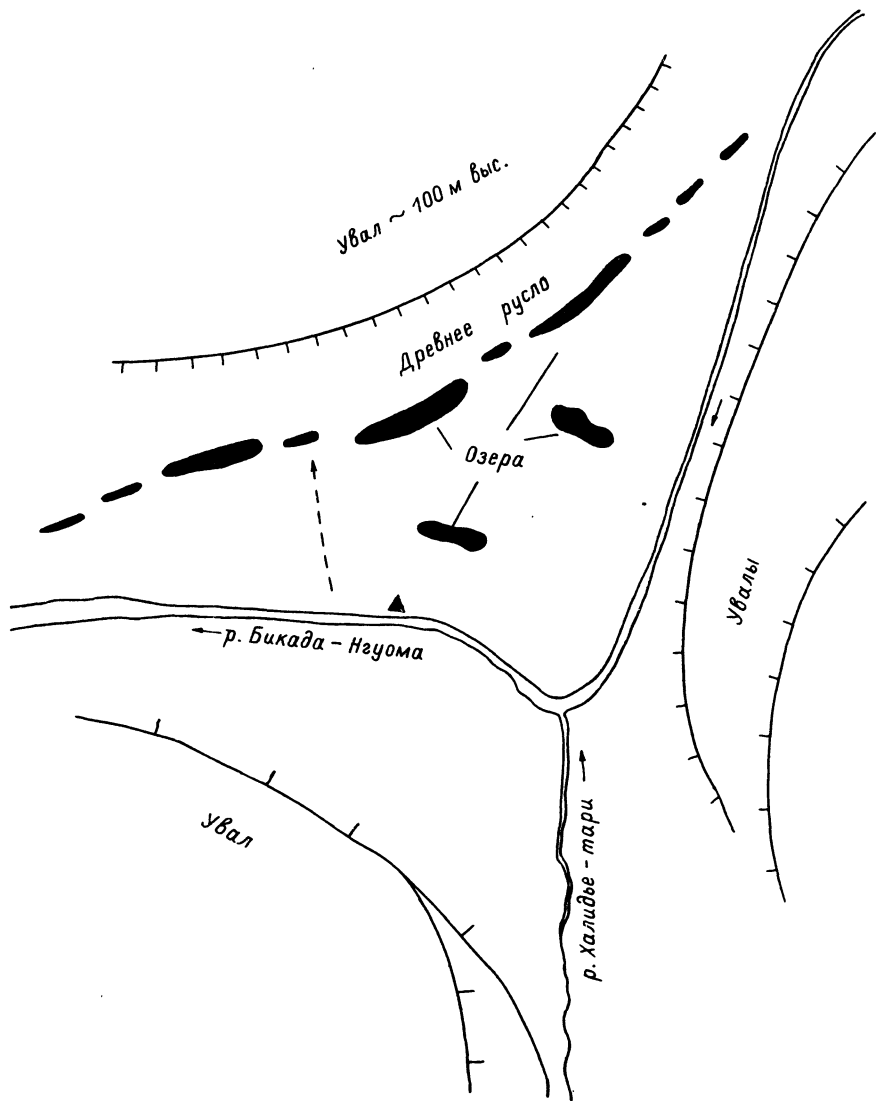 Увал ~ 100 м выс.
Древнее русло
Озера
Увалы
р. Бикада - Нгуома
Увал
р. Халидье - тари